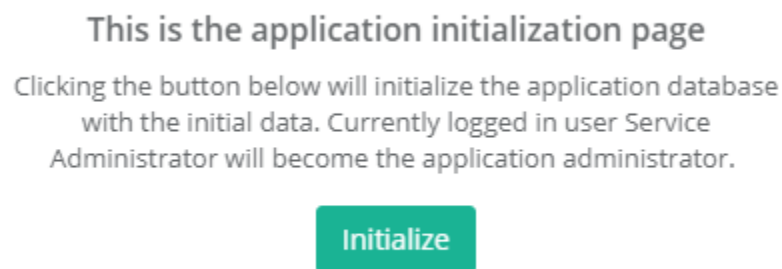 This is the application initialization page
Clicking the button below will initialize the application database
with the initial data. Currently logged in user Service
Administrator will become the application administrator.
Initialize